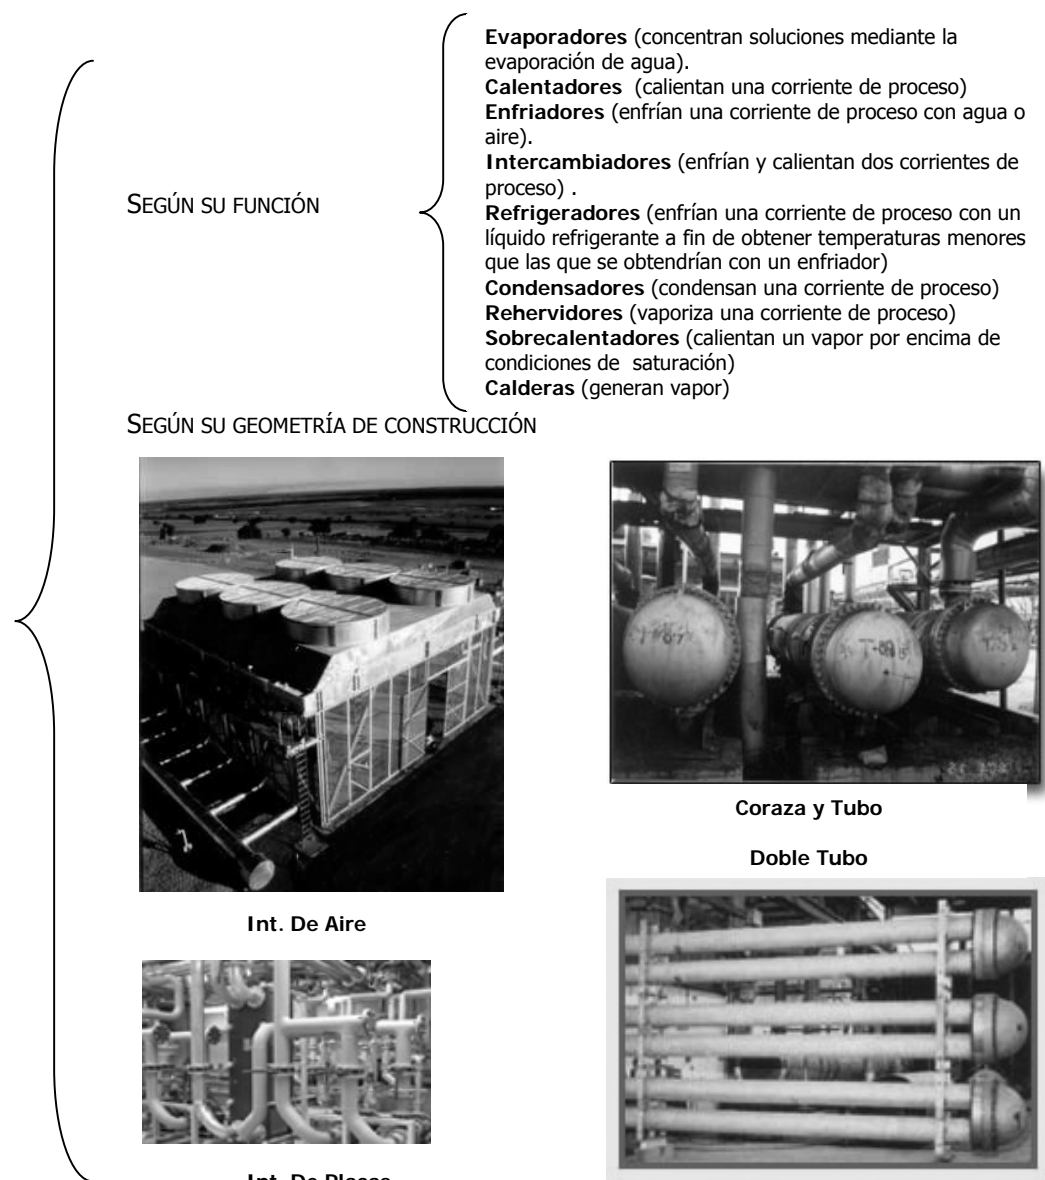 Evaporadores (concentran soluciones mediante la
evaporación de agua).
Calentadores (calientan una corriente de proceso)
Enfriadores (enfrían una corriente de proceso con agua o
aire).
Intercambiadores (enfrían y calientan dos corrientes de
proceso) .
SEGÚN SU FUNCIÓN
Refrigeradores (enfrían una corriente de proceso con un
líquido refrigerante a fin de obtener temperaturas menores
que las que se obtendrían con un enfriador)
Condensadores (condensan una corriente de proceso)
Rehervidores (vaporiza una corriente de proceso)
Sobrecalentadores (calientan un vapor por encima de
condiciones de saturación)
Calderas (generan vapor)
SEGÚN SU GEOMETRÍA DE CONSTRUCCIÓN
Coraza y Tubo
Doble Tubo
Int. De Aire
Int. De Placas